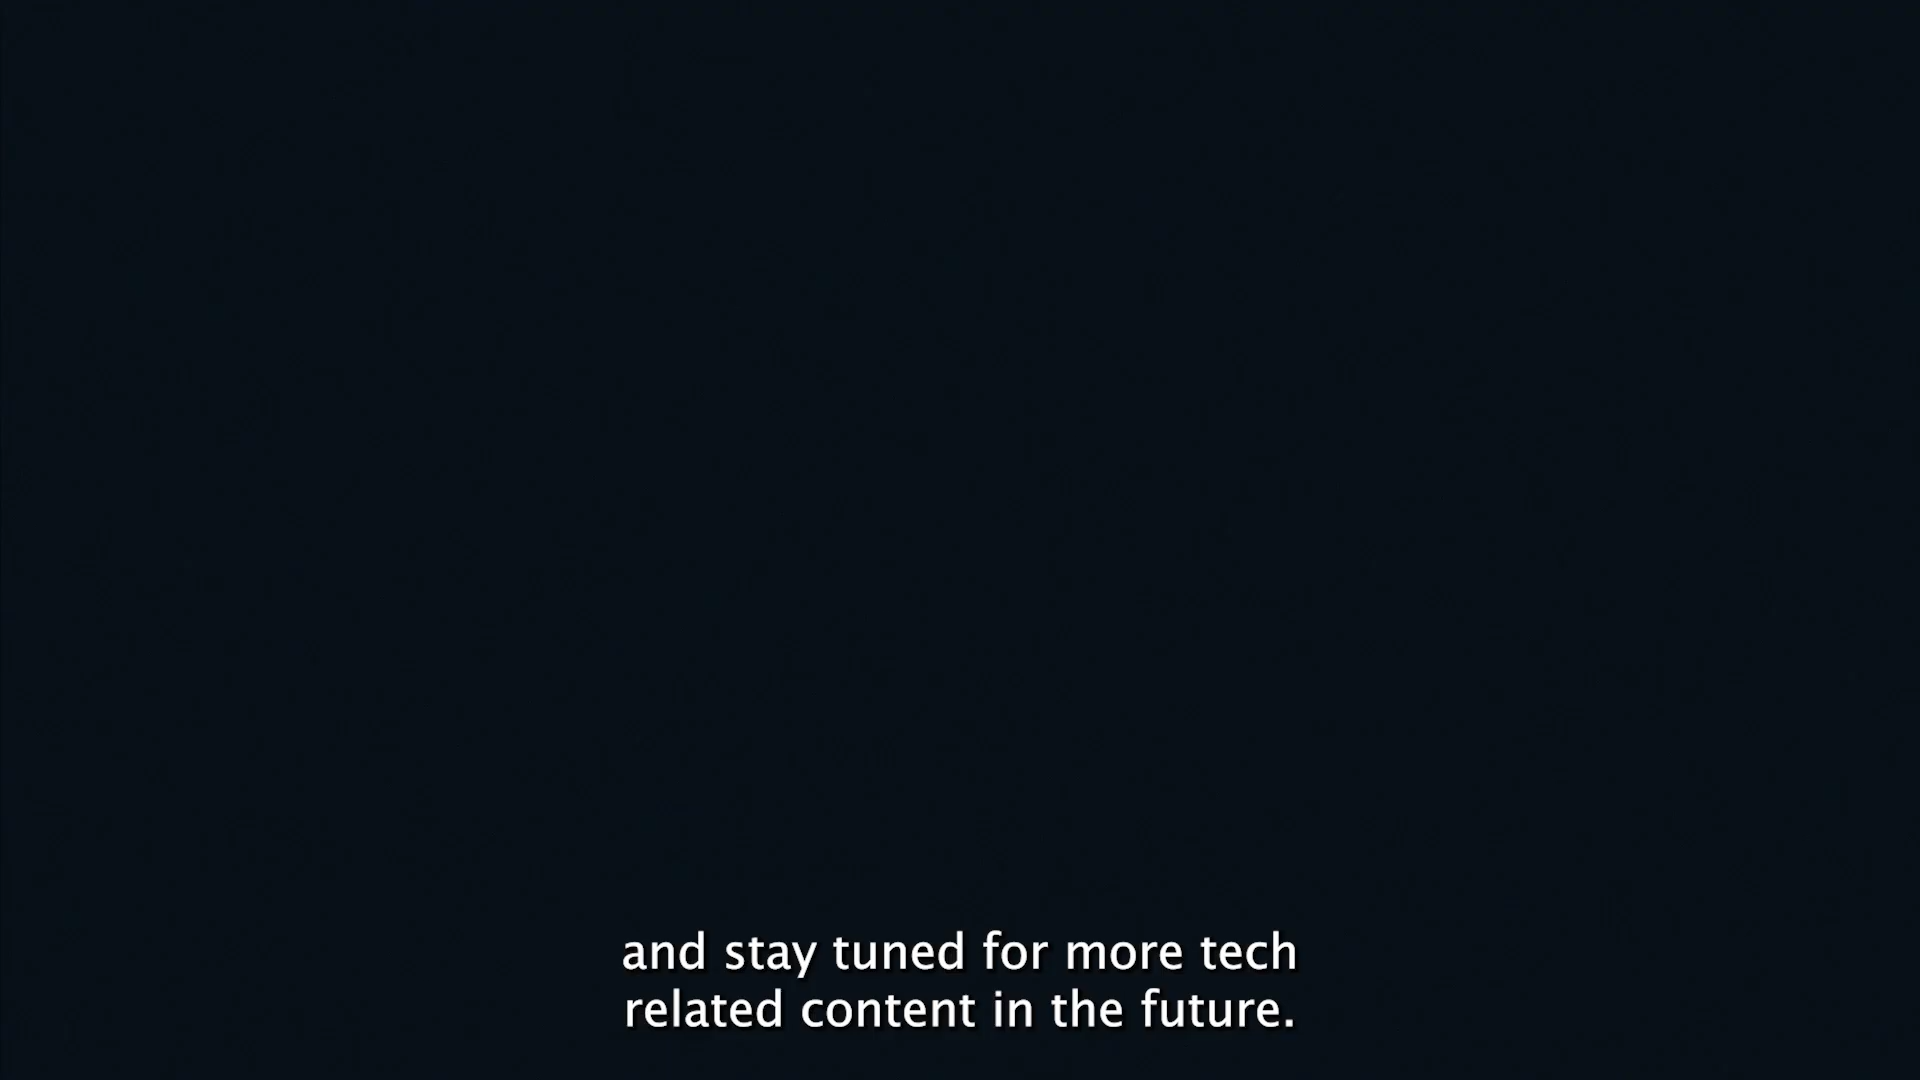 and stay tuned for more tech
related content in the future.